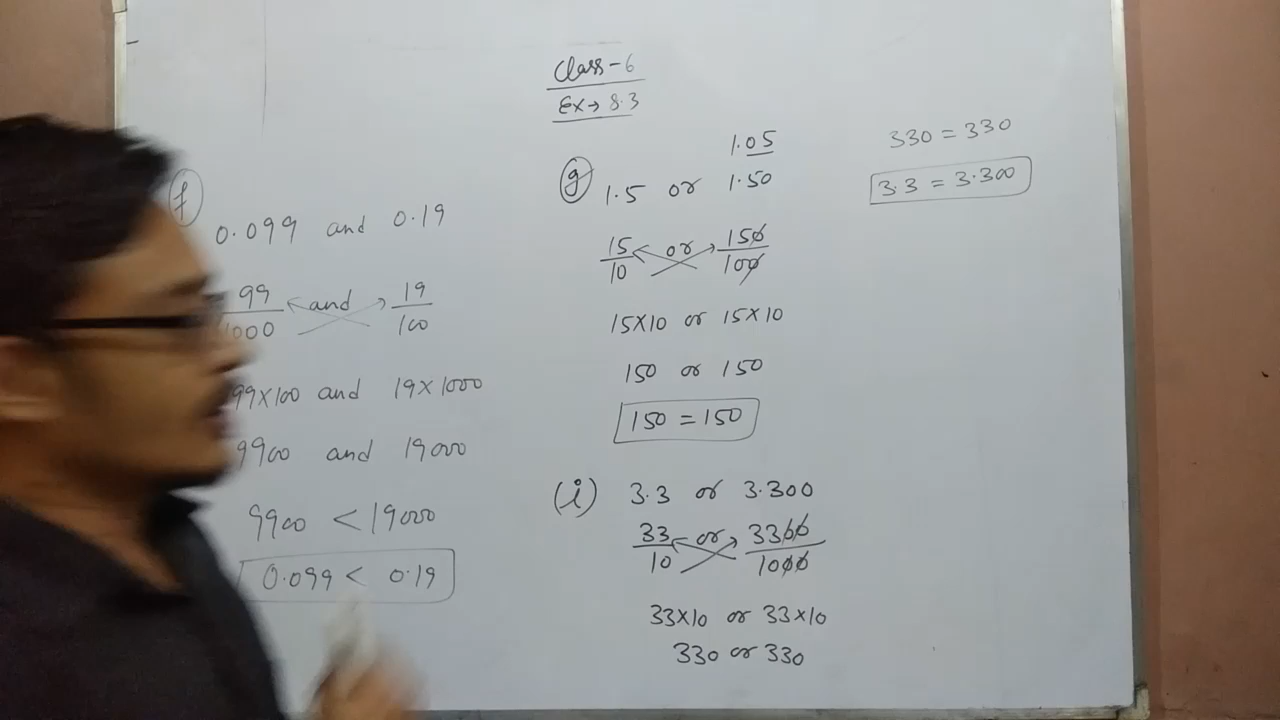 Class-6
Ex→ 8.3
f
0.099 and 0.19
99 and 19
1000 100
99×100 and 19×1000
9900 and 19000
9900 < 19000
0.099 < 0.19
1.05
g 1.5 or 1.50
15 or 150
10 100
15×10 or 15×10
150 or 150
150 = 150
(i) 3.3 or 3.300
33 or 3300
10 1000
33×10 or 33×10
330 or 330
330 = 330
3.3 = 3.300